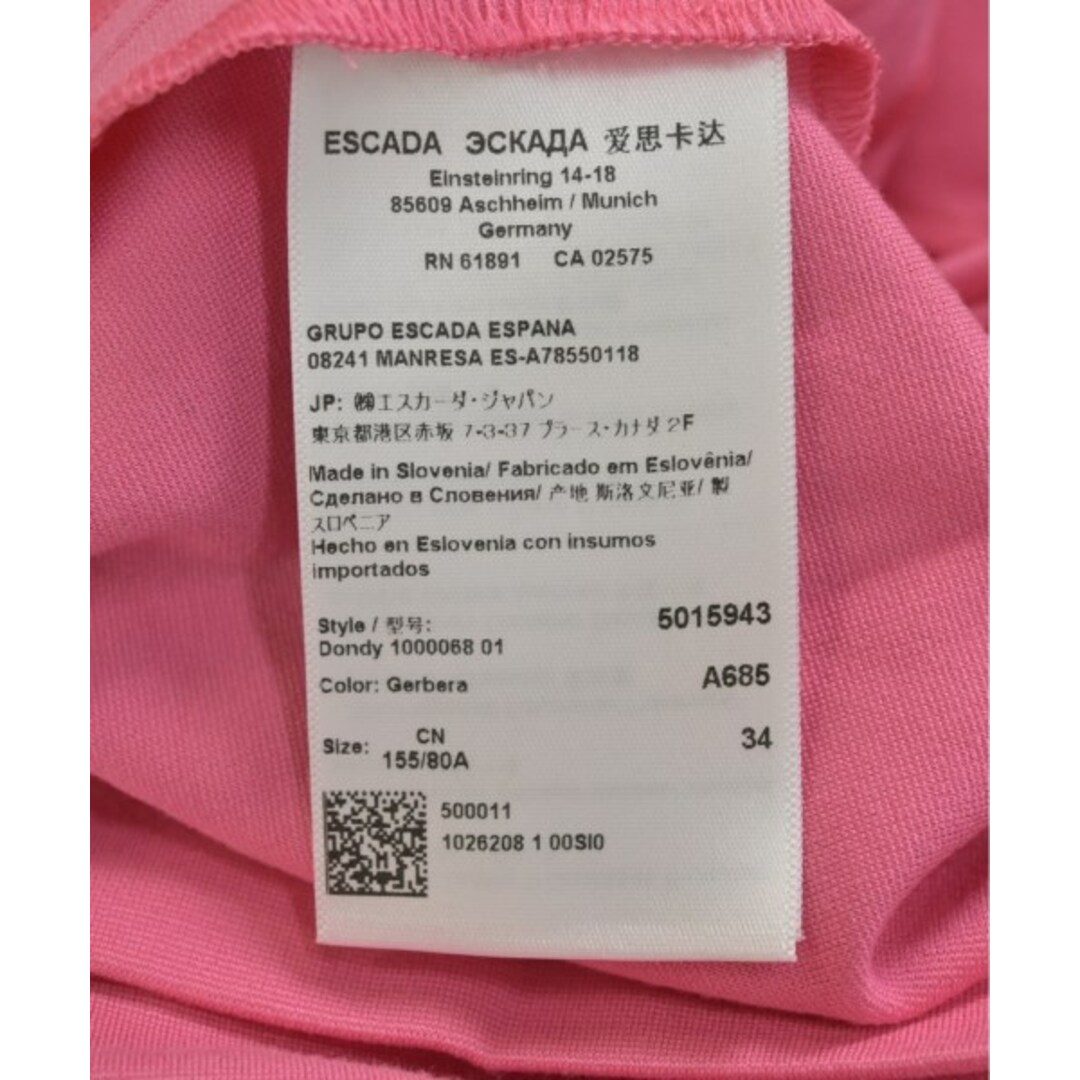 ESCADA ЭСКАДА 爱思卡达
Einsteinring 14-18
85609 Aschheim / Munich
Germany
RN 61891 CA 02575
GRUPO ESCADA ESPANA
08241 MANRESA ES-A78550118
JP: ㈱エスカーダ・ジャパン
東京都港区赤坂 7-3-37 プラース・カナダ 2F
Made in Slovenia/ Fabricado em Eslovênia/
Сделано в Словении/ 产地 斯洛文尼亚/ 製
スロベニア
Hecho en Eslovenia con insumos
importados
Style / 型号: 5015943
Dondy 1000068 01
Color: Gerbera A685
Size: CN 34
155/80A
500011
1026208 1 00SI0